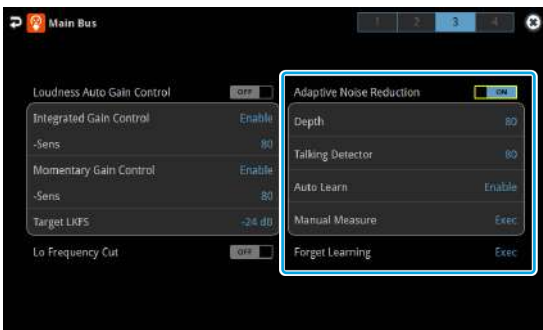 Main Bus
1 2 3 4
Loudness Auto Gain Control OFF
Integrated Gain Control Enable
-Sens 80
Momentary Gain Control Enable
-Sens 80
Target LKFS -24 dB
Lo Frequency Cut OFF
Adaptive Noise Reduction ON
Depth 80
Talking Detector 80
Auto Learn Enable
Manual Measure Exec
Forget Learning Exec